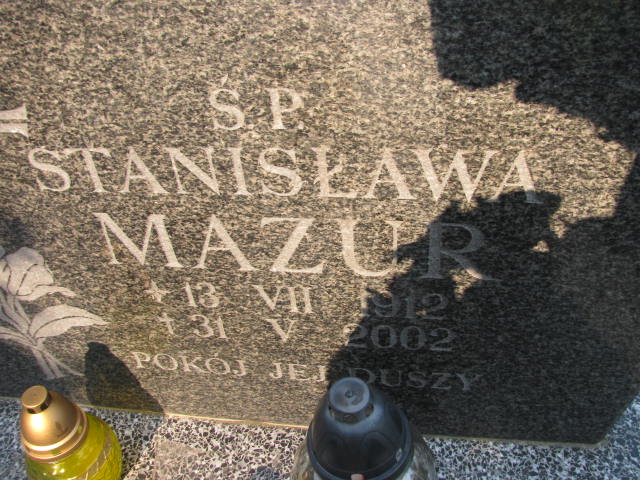 Ś.P
STANISŁAWA
MAZUR
* 13 VII 1912
† 31 V 2002
POKÓJ JEJ DUSZY